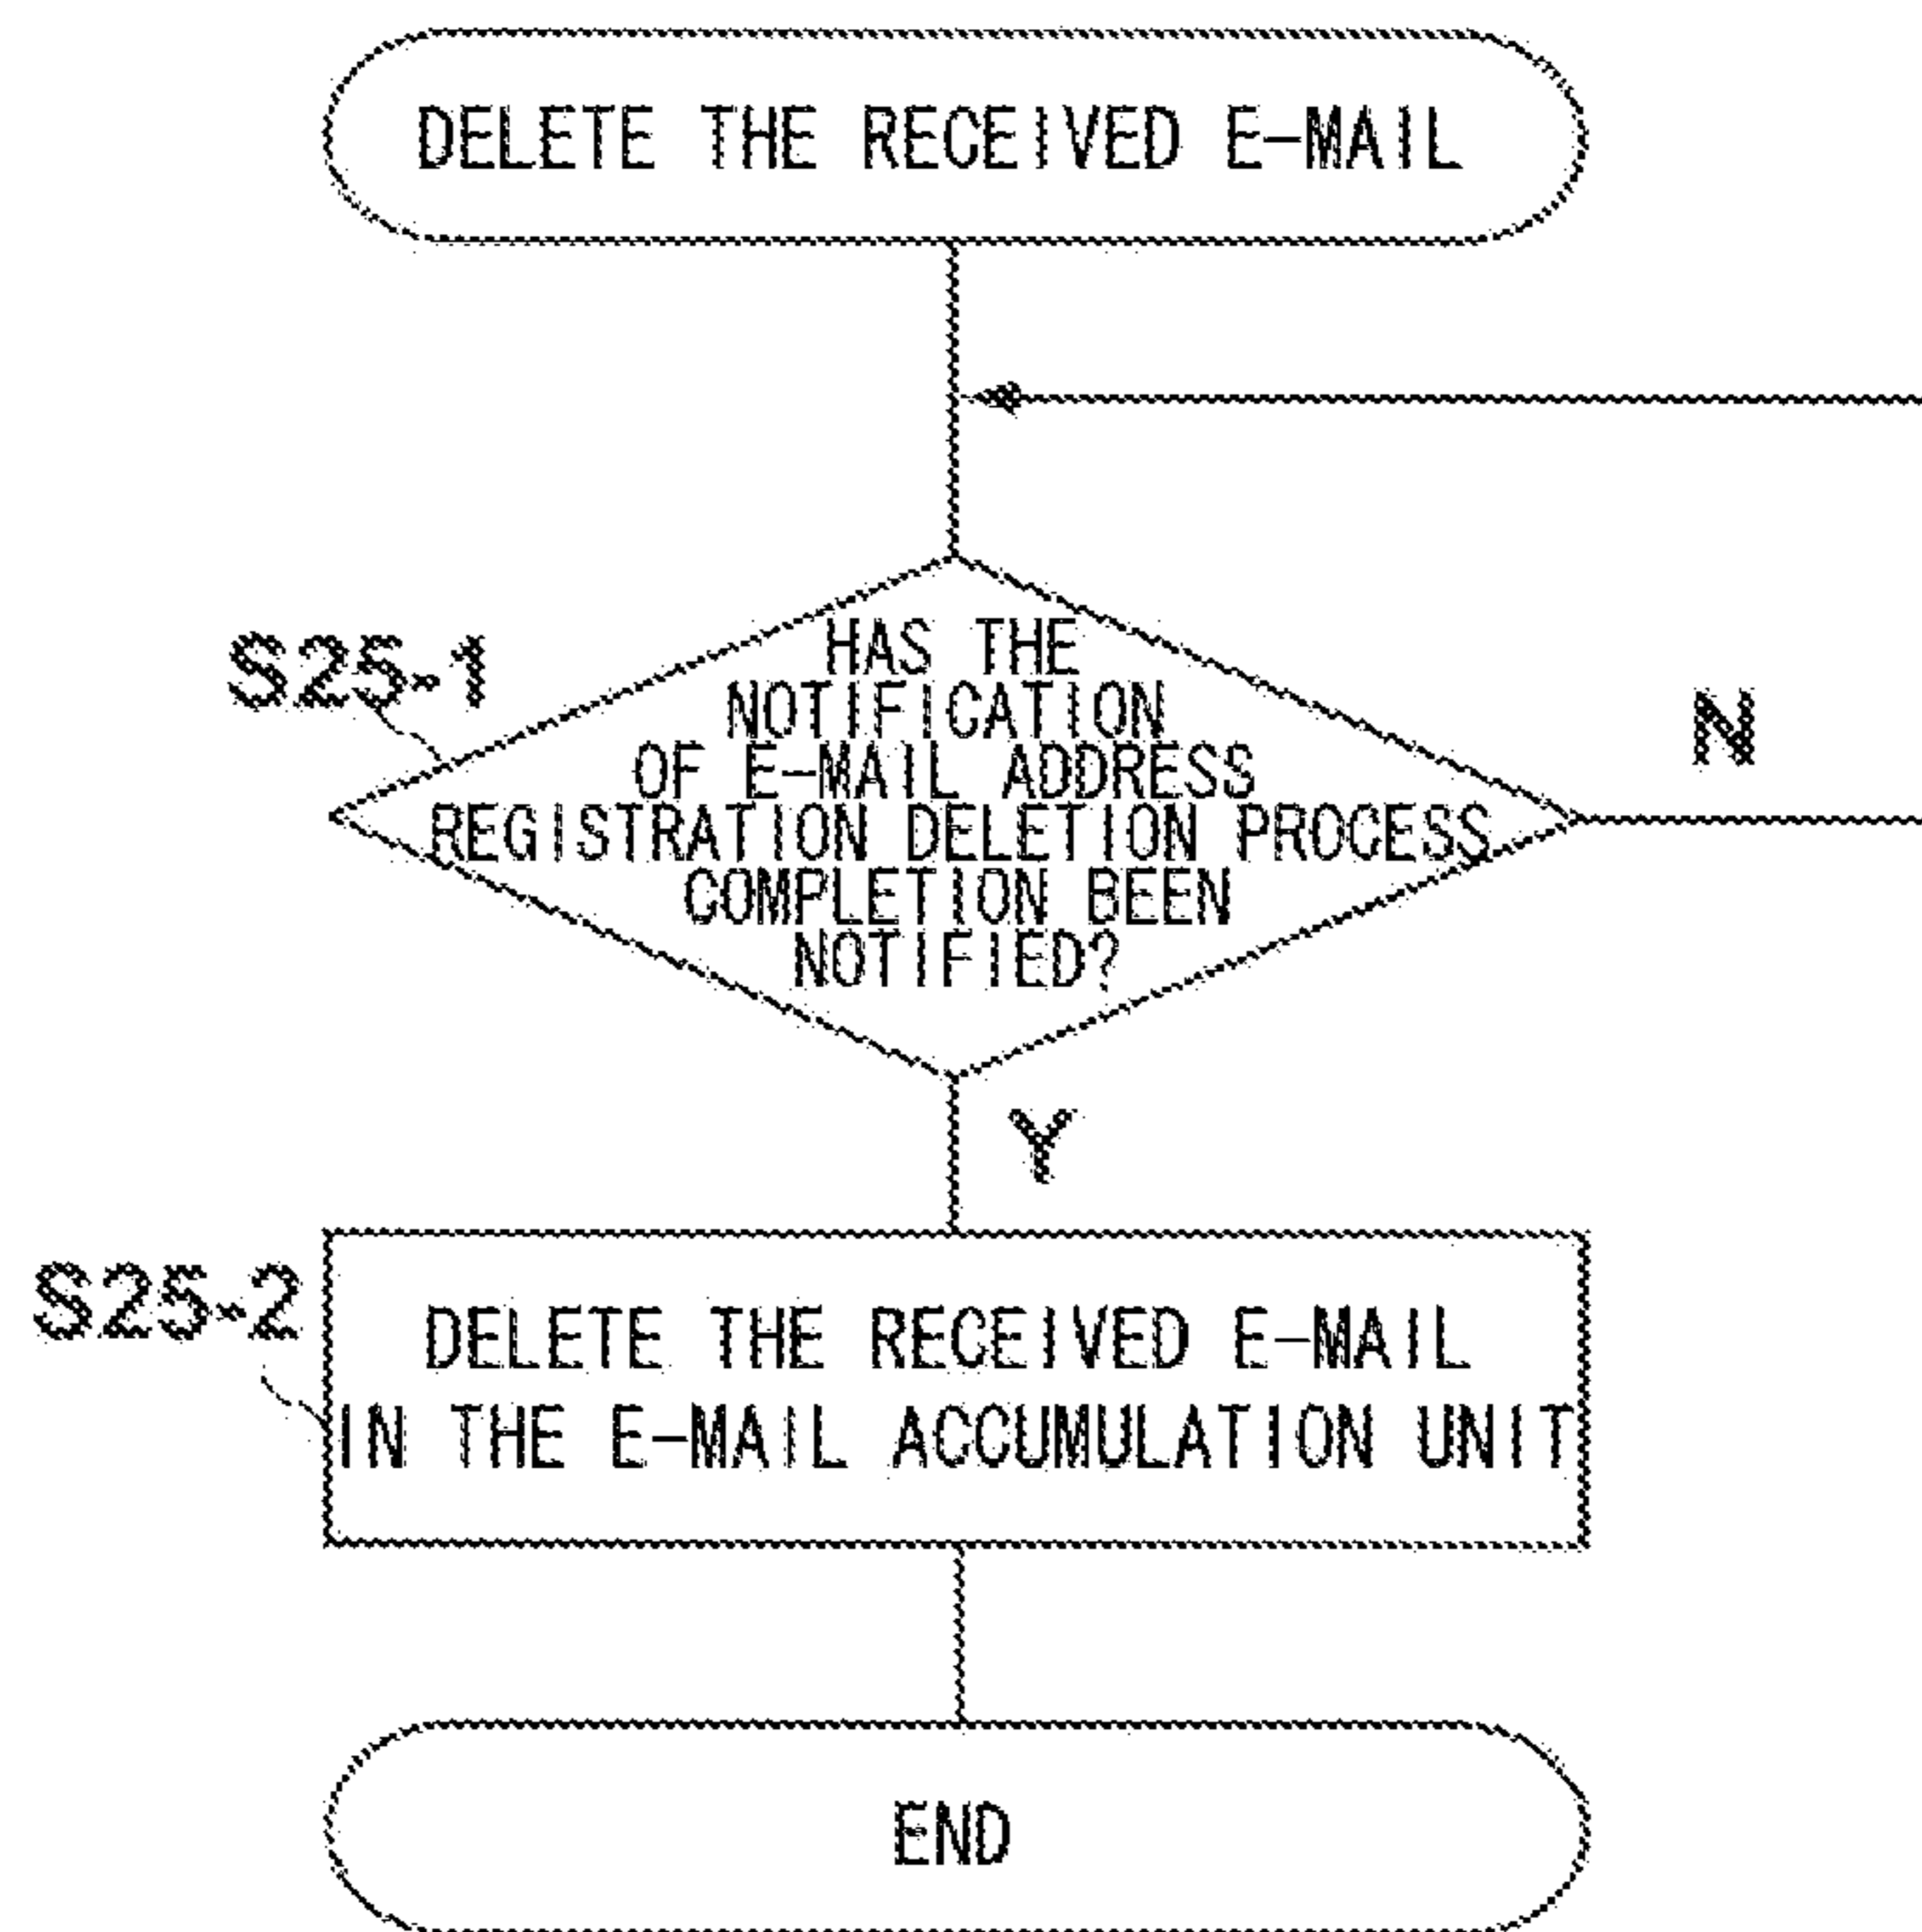 DELETE THE RECEIVED E-MAIL
S25-1
HAS THE
NOTIFICATION
OF E-MAIL ADDRESS
REGISTRATION DELETION PROCESS
COMPLETION BEEN
NOTIFIED?
N
Y
S25-2
DELETE THE RECEIVED E-MAIL
IN THE E-MAIL ACCUMULATION UNIT
END